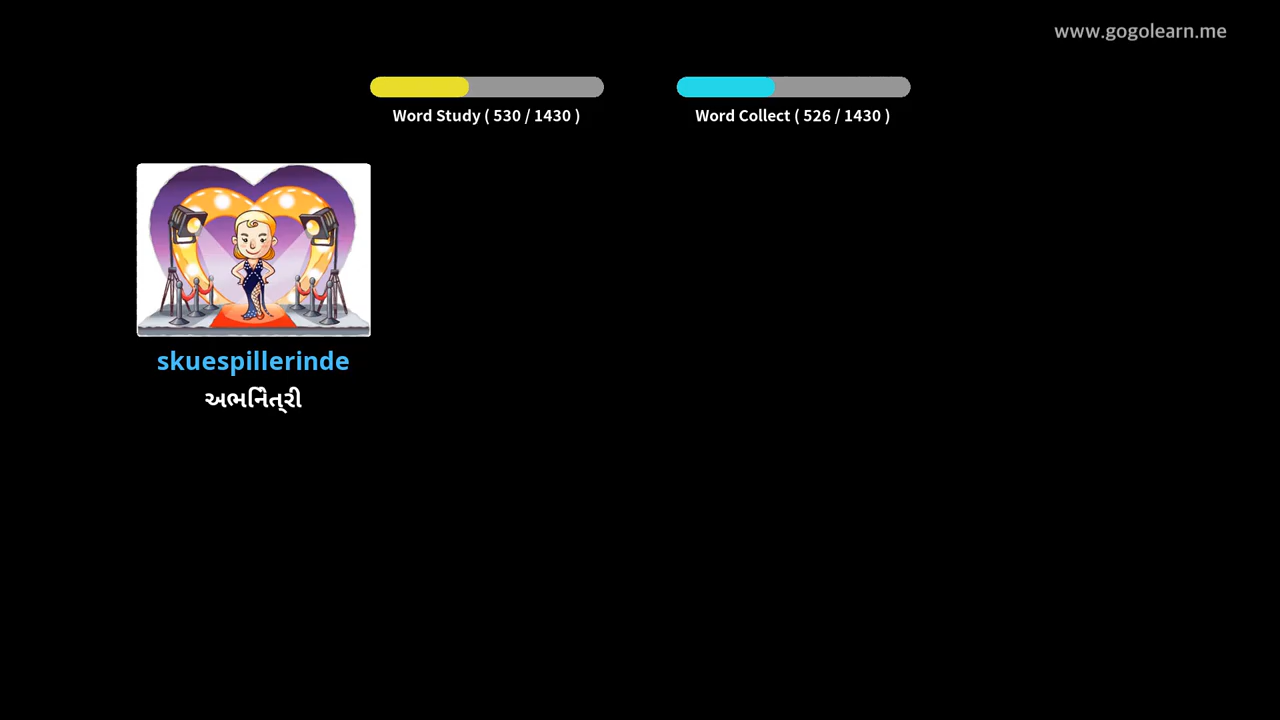 www.gogolearn.me
Word Study ( 530 / 1430 )
Word Collect ( 526 / 1430 )
skuespillerinde
અભિનેત્રી